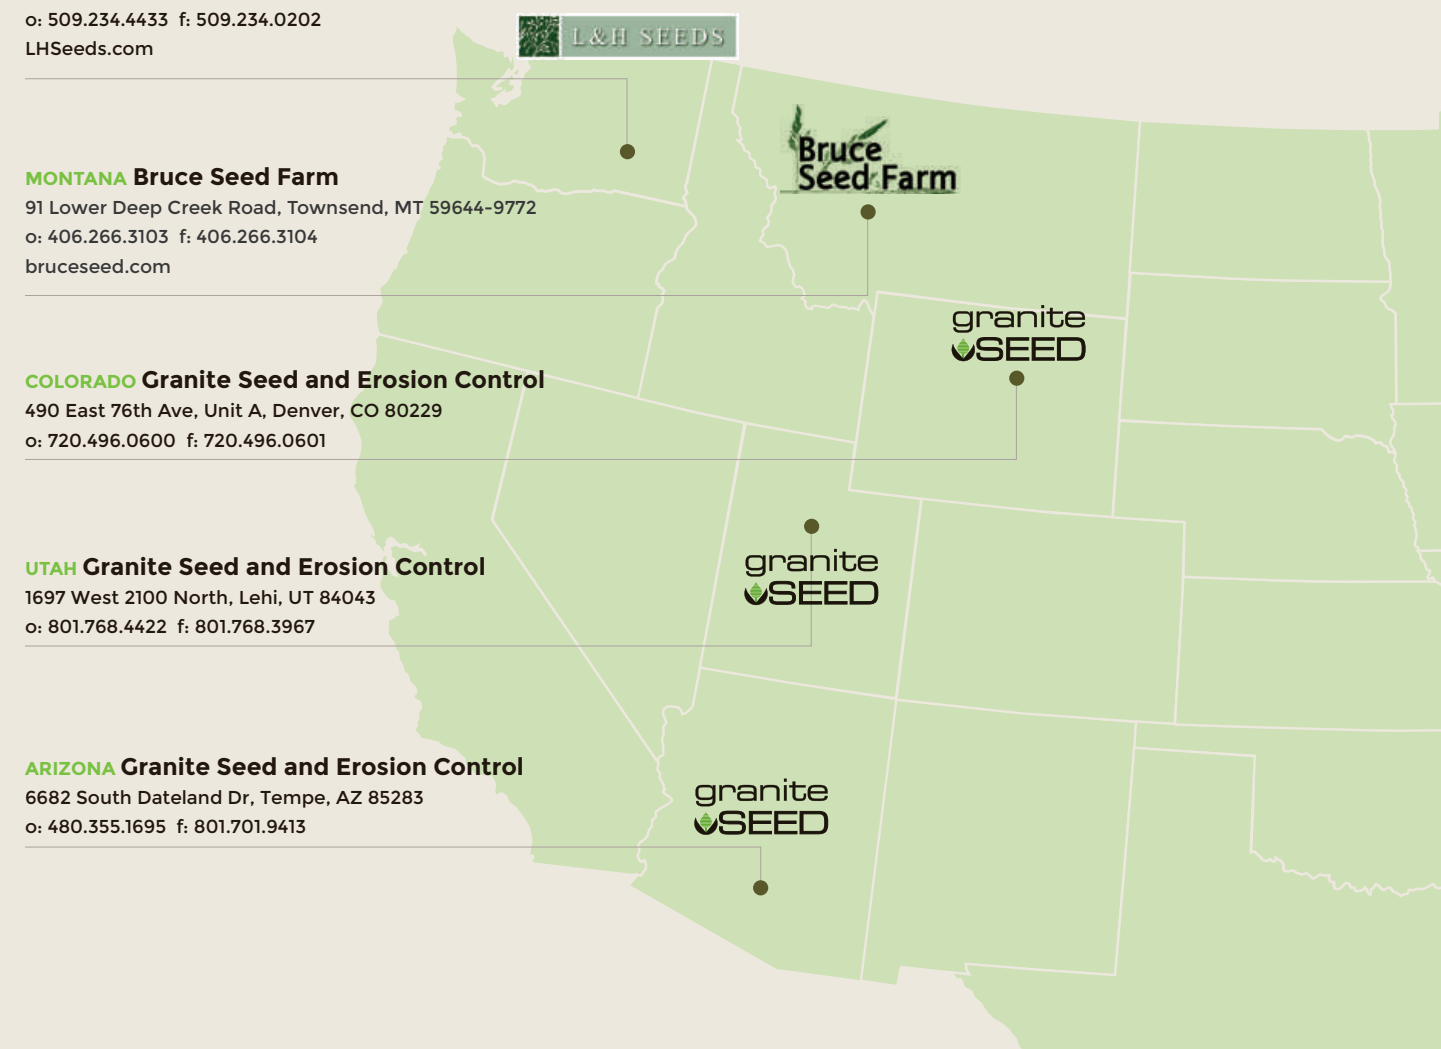 o: 509.234.4433 f: 509.234.0202
LHSeeds.com
L&H SEEDS
MONTANA Bruce Seed Farm
91 Lower Deep Creek Road, Townsend, MT 59644-9772
o: 406.266.3103 f: 406.266.3104
bruceseed.com
Bruce
Seed Farm
COLORADO Granite Seed and Erosion Control
490 East 76th Ave, Unit A, Denver, CO 80229
o: 720.496.0600 f: 720.496.0601
granite
SEED
UTAH Granite Seed and Erosion Control
1697 West 2100 North, Lehi, UT 84043
o: 801.768.4422 f: 801.768.3967
granite
SEED
ARIZONA Granite Seed and Erosion Control
6682 South Dateland Dr, Tempe, AZ 85283
o: 480.355.1695 f: 801.701.9413
granite
SEED